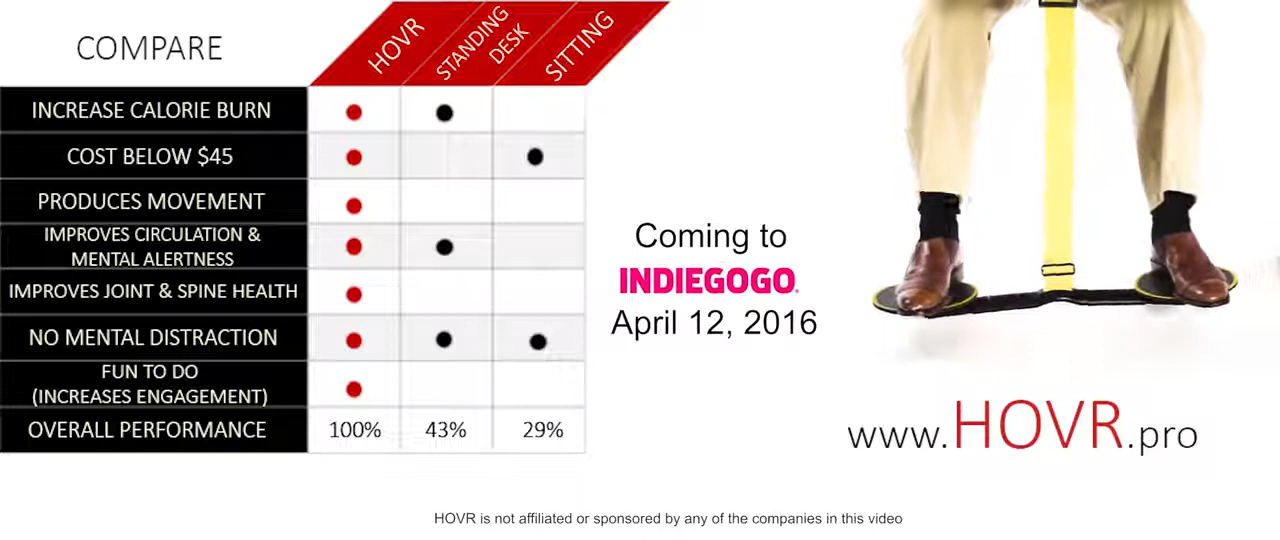 COMPARE
HOVR
STANDING
DESK
SITTING
INCREASE CALORIE BURN
COST BELOW $45
PRODUCES MOVEMENT
IMPROVES CIRCULATION &
MENTAL ALERTNESS
IMPROVES JOINT & SPINE HEALTH
NO MENTAL DISTRACTION
FUN TO DO
(INCREASES ENGAGEMENT)
OVERALL PERFORMANCE 100% 43% 29%
Coming to
INDIEGOGO.
April 12, 2016
www.HOVR.pro
HOVR is not affiliated or sponsored by any of the companies in this video